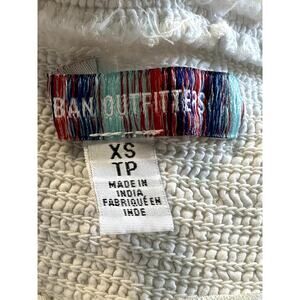 BAN OUTFITTERS
XS
TP
MADE IN
INDIA
FABRIQUÉ EN
INDE